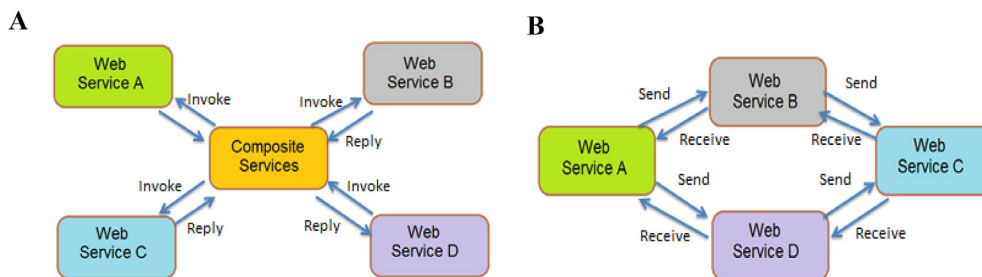 A
Web
Service A
Invoke
Web
Service B
Invoke
Reply
Composite
Services
Invoke
Reply
Invoke
Reply
Web
Service C
Web
Service D
B
Web
Service B
Send
Send
Receive
Receive
Web
Service A
Web
Service C
Send
Send
Receive
Receive
Web
Service D